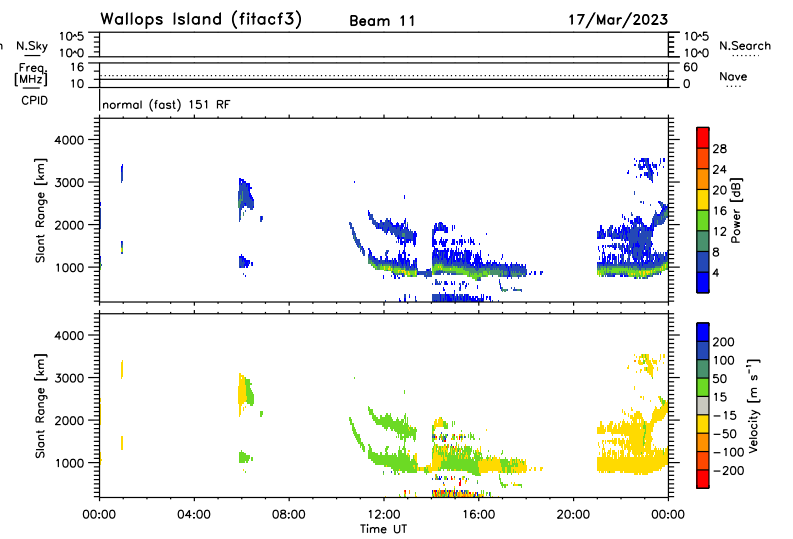 Wallops Island (fitacf3) Beam 11 17/Mar/2023
10^5 10^5
N.Sky N.Search
10^0 10^0
Freq. 16 60
[MHz] Nave
10 0
CPID normal (fast) 151 RF
4000
3000
2000
1000
Slant Range [km]
28
24
20
16
12
8
4
Power [dB]
4000
3000
2000
1000
Slant Range [km]
200
100
50
15
-15
-50
-100
-200
Velocity [m s⁻¹]
00:00 04:00 08:00 12:00 16:00 20:00 00:00
Time UT